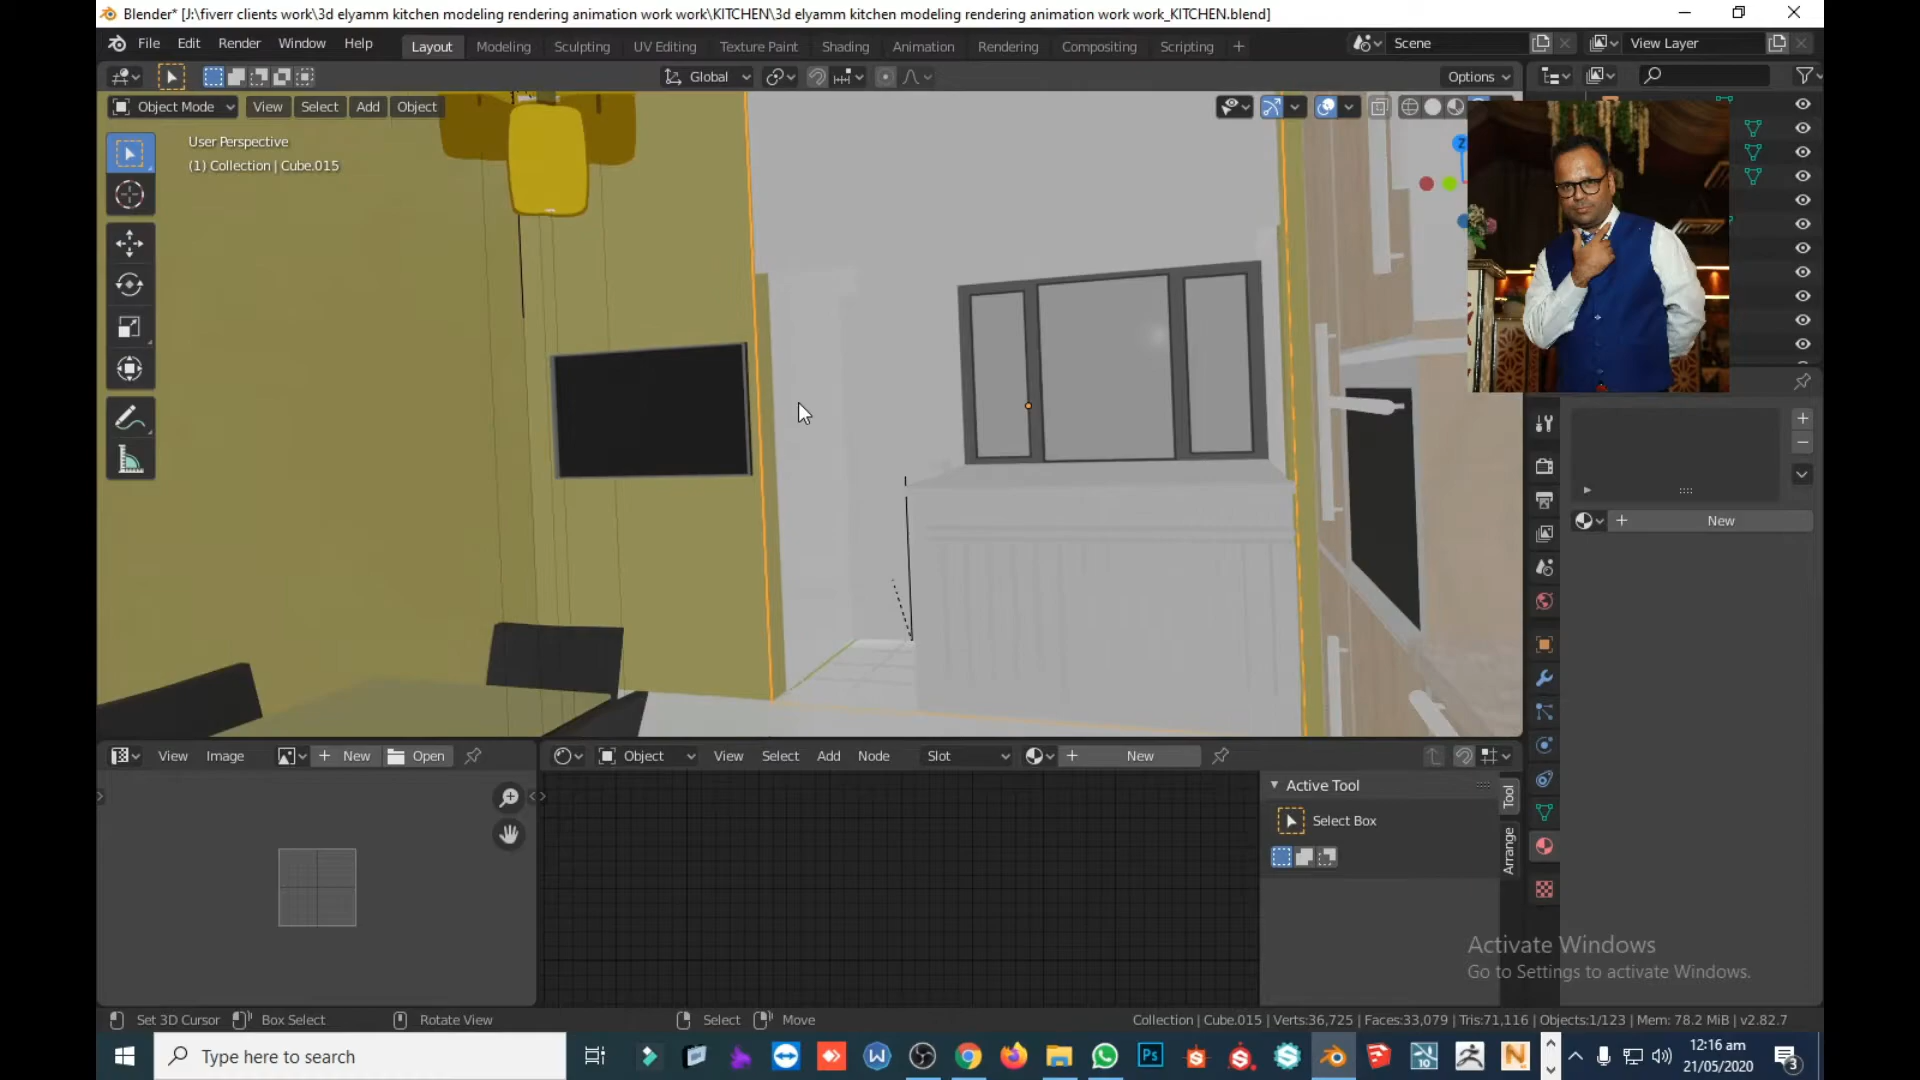 Blender* [J:\fiverr clients work\3d elyamm kitchen modeling rendering animation work work\KITCHEN\3d elyamm kitchen modeling rendering animation work work_KITCHEN.blend]
File Edit Render Window Help Layout Modeling Sculpting UV Editing Texture Paint Shading Animation Rendering Compositing Scripting + Scene View Layer
Global Options
Object Mode View Select Add Object
User Perspective
(1) Collection | Cube.015
Z
New
View Image New Open Object View Select Add Node Slot New
Active Tool
Select Box
Tool
Arrange
Activate Windows
Go to Settings to activate Windows.
Set 3D Cursor Box Select Rotate View Select Move Collection | Cube.015 | Verts:36,725 | Faces:33,079 | Tris:71,116 | Objects:1/123 | Mem: 78.2 MiB | v2.82.7
Type here to search
Ps
10
12:16 am
21/05/2020
3